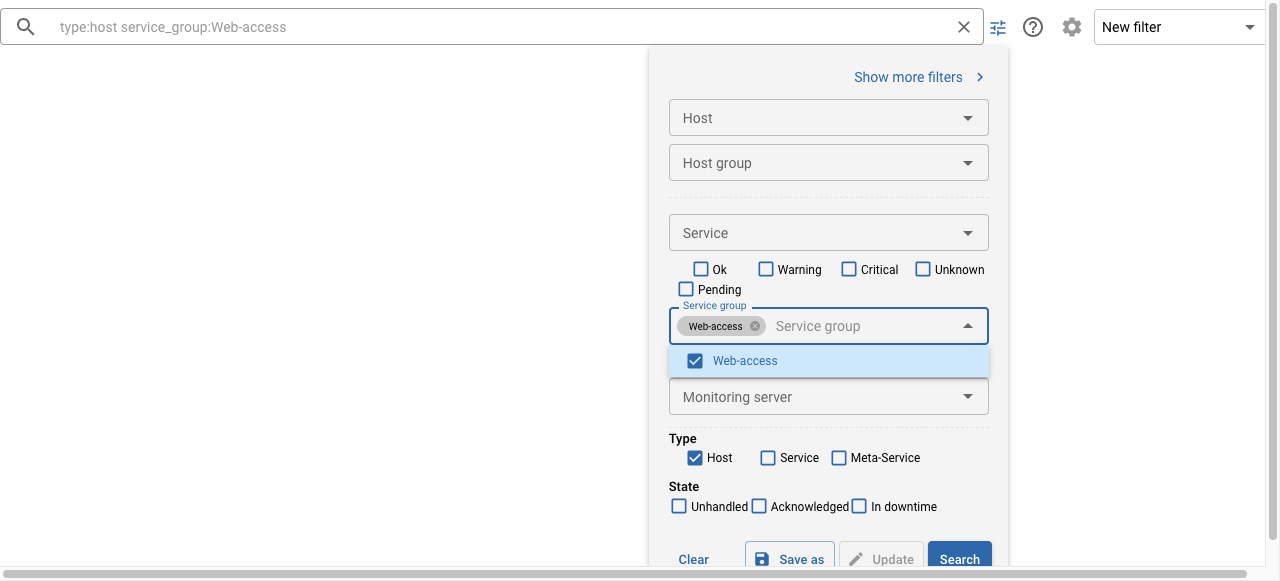 type:host service_group:Web-access
New filter
Show more filters
Host
Host group
Service
Ok Warning Critical Unknown
Pending
Service group
Web-access Service group
Web-access
Monitoring server
Type
Host Service Meta-Service
State
Unhandled Acknowledged In downtime
Clear Save as Update Search